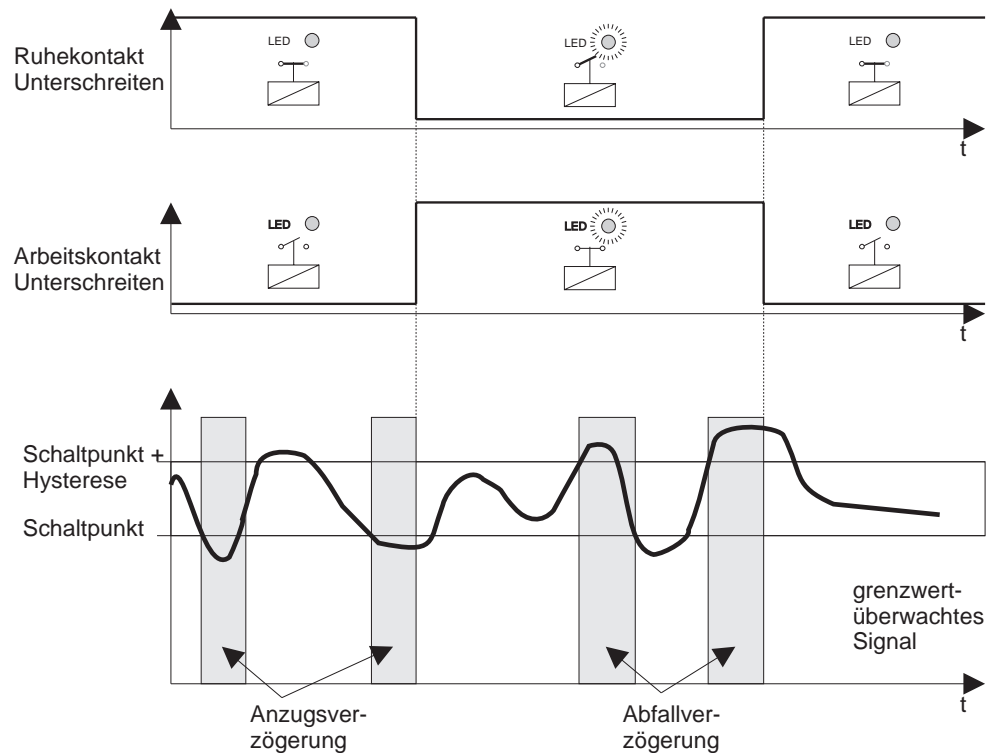 LED
LED
LED
Ruhekontakt
Unterschreiten
t
LED
LED
LED
Arbeitskontakt
Unterschreiten
t
Schaltpunkt +
Hysterese
Schaltpunkt
grenzwert-
überwachtes
Signal
t
Anzugsver-
zögerung
Abfallver-
zögerung